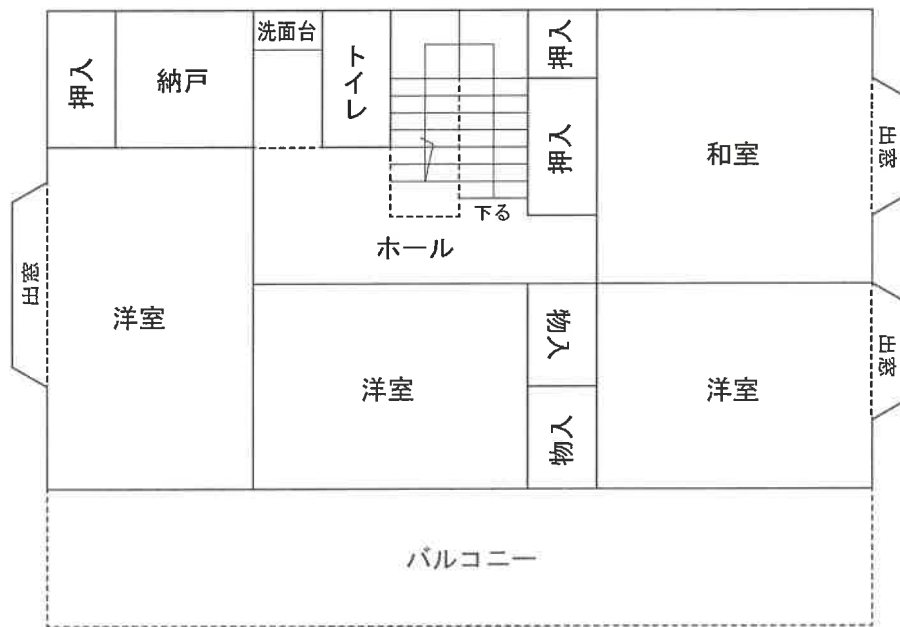 洗面台
押入
納戸
トイレ
押入
押入
和室
出窓
下る
ホール
出窓
洋室
物入
出窓
洋室
洋室
物入
バルコニー